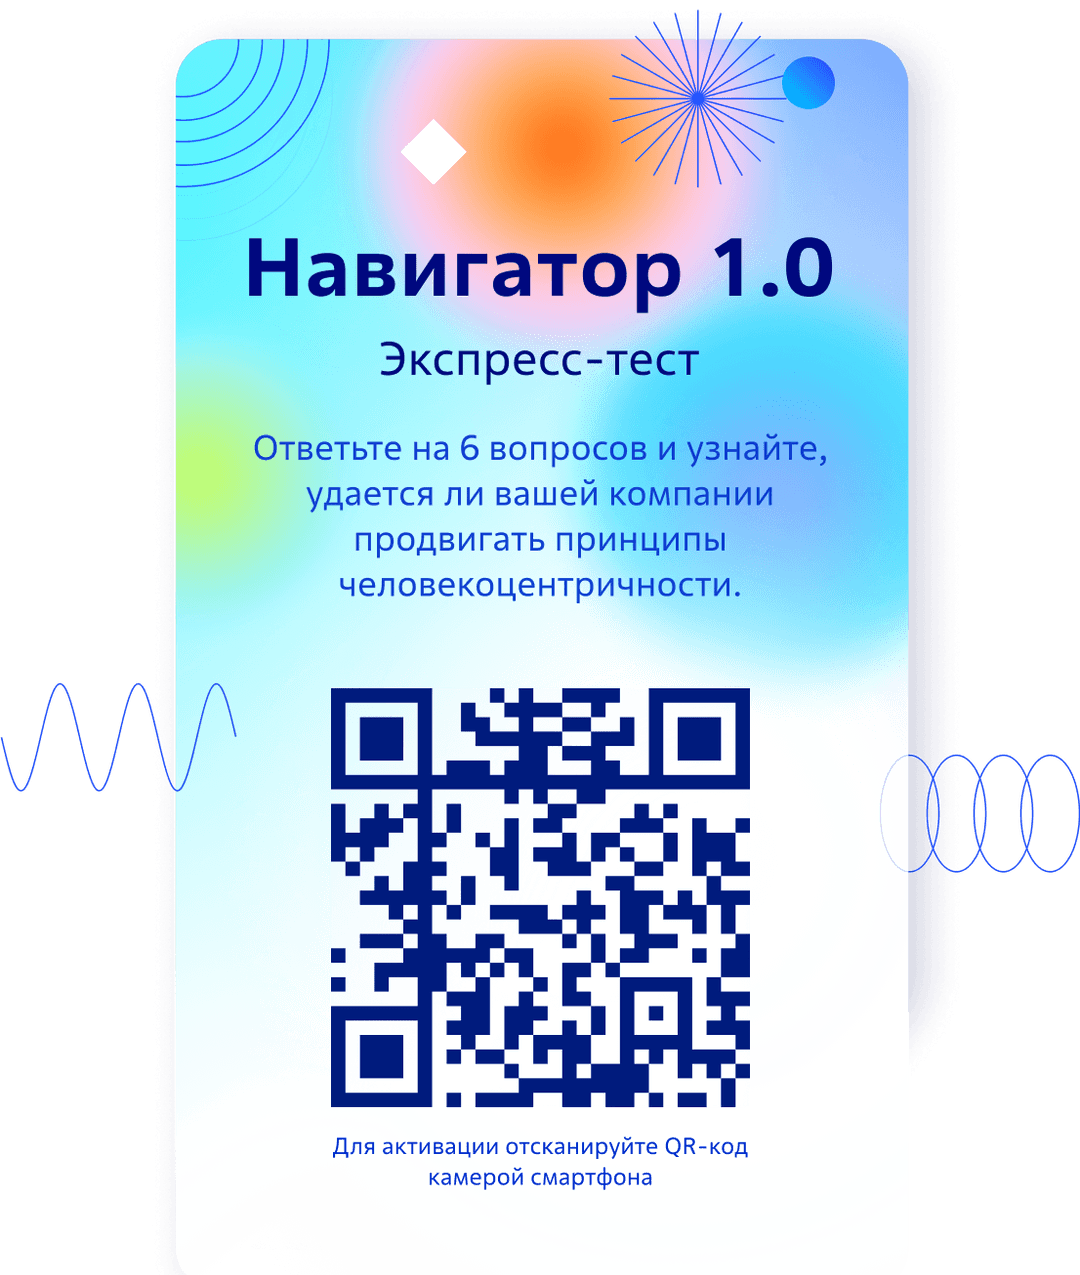 Навигатор 1.0
Экспресс-тест
Ответьте на 6 вопросов и узнайте,
удается ли вашей компании
продвигать принципы
человекоцентричности.
Для активации отсканируйте QR-код
камерой смартфона